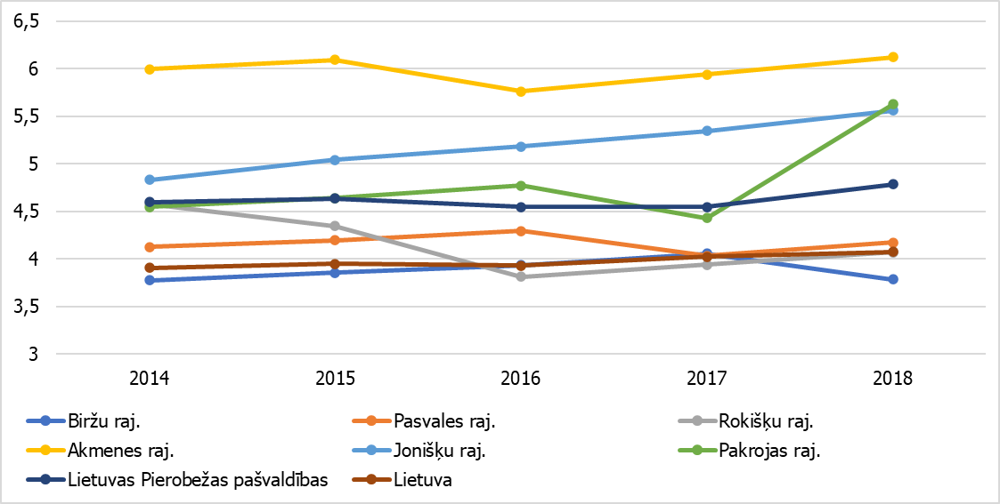 6,5
6
5,5
5
4,5
4
3,5
3
2014 2015 2016 2017 2018
Biržu raj. Pasvales raj. Rokišķu raj.
Akmenes raj. Jonišķu raj. Pakrojas raj.
Lietuvas Pierobežas pašvaldības Lietuva